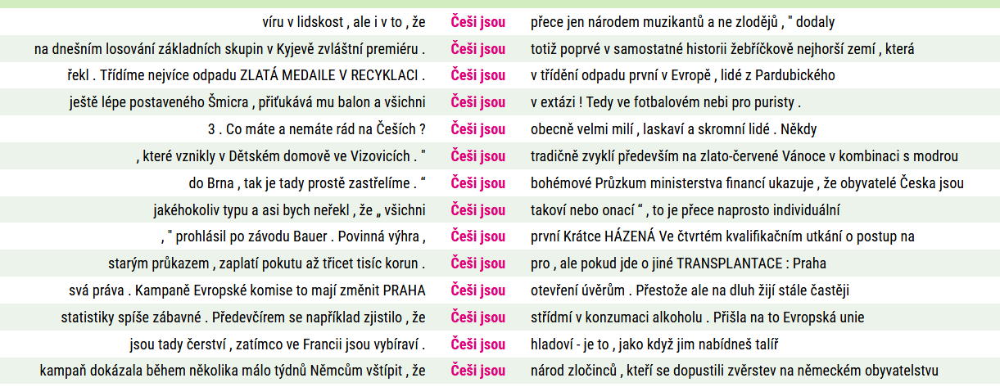 víru v lidskost , ale i v to , že Češi jsou přece jen národem muzikantů a ne zlodějů , " dodaly
na dnešním losování základních skupin v Kyjevě zvláštní premiéru . Češi jsou totiž poprvé v samostatné historii žebříčkově nejhorší zemí , která
řekl . Třídíme nejvíce odpadu ZLATÁ MEDAILE V RECYKLACI . Češi jsou v třídění odpadu první v Evropě , lidé z Pardubického
ještě lépe postaveného Šmicra , přiťukává mu balon a všichni Češi jsou v extázi ! Tedy ve fotbalovém nebi pro puristy .
3 . Co máte a nemáte rád na Češích ? Češi jsou obecně velmi milí , laskaví a skromní lidé . Někdy
, které vznikly v Dětském domově ve Vizovicích . " Češi jsou tradičně zvyklí především na zlato-červené Vánoce v kombinaci s modrou
do Brna , tak je tady prostě zastřelíme . “ Češi jsou bohémové Průzkum ministerstva financí ukazuje , že obyvatelé Česka jsou
jakéhokoliv typu a asi bych neřekl , že „ všichni Češi jsou takoví nebo onací “ , to je přece naprosto individuální
, " prohlásil po závodu Bauer . Povinná výhra , Češi jsou první Krátce HÁZENÁ Ve čtvrtém kvalifikačním utkání o postup na
starým průkazem , zaplatí pokutu až třicet tisíc korun . Češi jsou pro , ale pokud jde o jiné TRANSPLANTACE : Praha
svá práva . Kampaně Evropské komise to mají změnit PRAHA Češi jsou otevření úvěrům . Přestože ale na dluh žijí stále častěji
statistiky spíše zábavné . Předevčírem se například zjistilo , že Češi jsou střídmí v konzumaci alkoholu . Přišla na to Evropská unie
jsou tady čerství , zatímco ve Francii jsou vybíraví . Češi jsou hladoví - je to , jako když jim nabídneš talíř
kampaň dokázala během několika málo týdnů Němcům vštípit , že Češi jsou národ zločinců , kteří se dopustili zvěrstev na německém obyvatelstvu